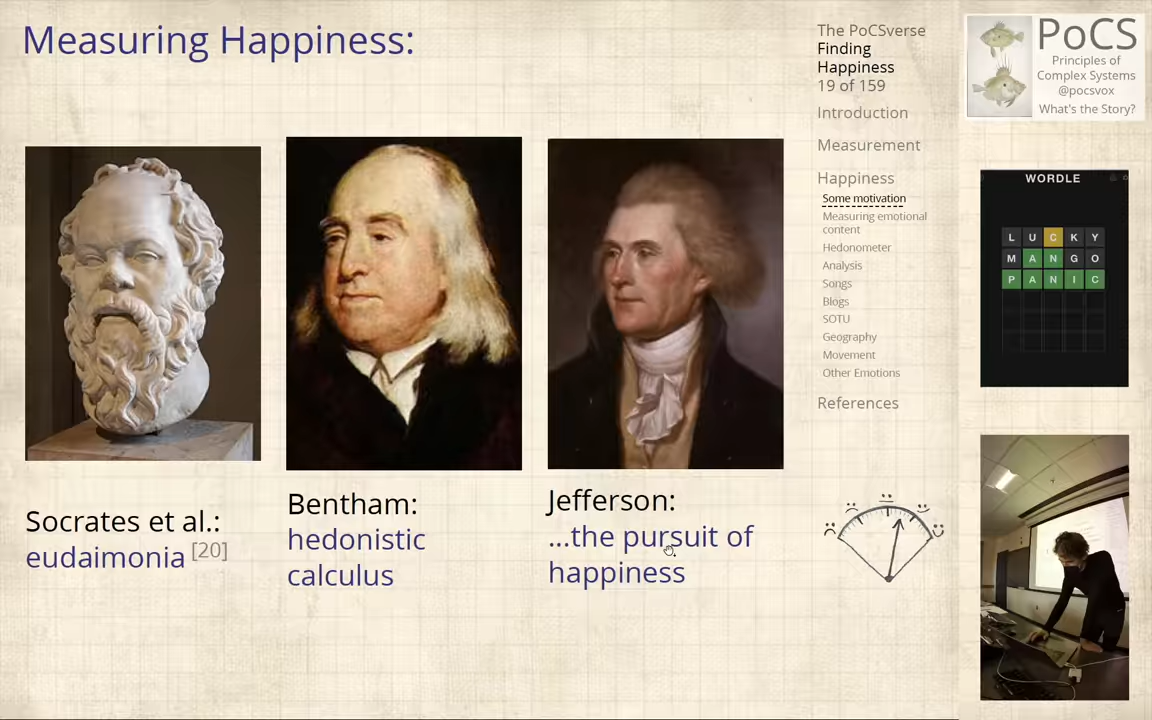 Measuring Happiness:
Socrates et al.:
eudaimonia [20]
Bentham:
hedonistic
calculus
Jefferson:
...the pursuit of
happiness
The PoCSverse
Finding
Happiness
19 of 159
Introduction
Measurement
Happiness
Some motivation
Measuring emotional
content
Hedonometer
Analysis
Songs
Blogs
SOTU
Geography
Movement
Other Emotions
References
PoCS
Principles of
Complex Systems
@pocsvox
What's the Story?
WORDLE
L U C K Y
M A N G O
P A N I C